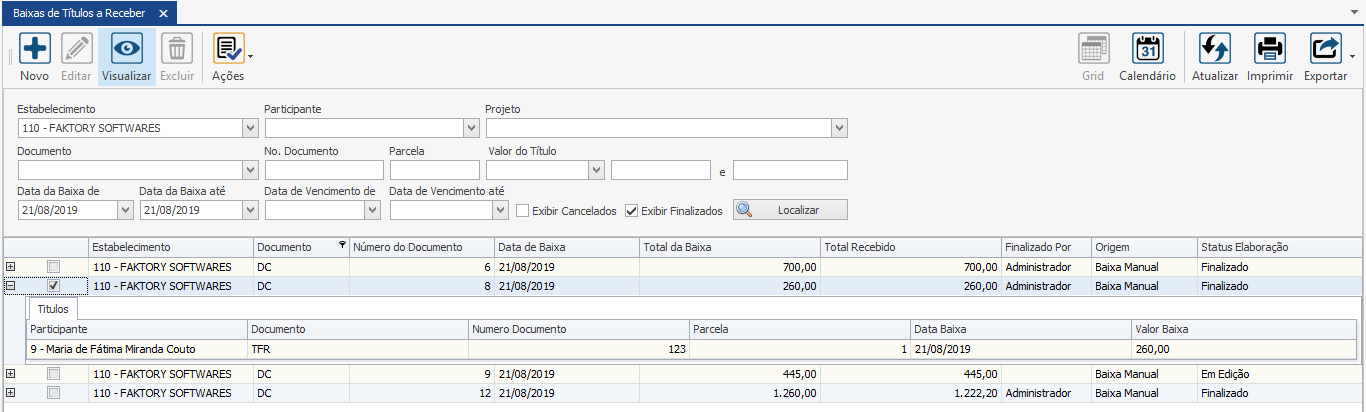 Baixas de Títulos a Receber
Novo Editar Visualizar Excluir Ações Grid 31 Calendário Atualizar Imprimir Exportar
Estabelecimento Participante Projeto
110 - FAKTORY SOFTWARES
Documento No. Documento Parcela Valor do Título
e
Data da Baixa de Data da Baixa até Data de Vencimento de Data de Vencimento até
21/08/2019 21/08/2019 Exibir Cancelados Exibir Finalizados Localizar
Estabelecimento Documento Número do Documento Data de Baixa Total da Baixa Total Recebido Finalizado Por Origem Status Elaboração
110 - FAKTORY SOFTWARES DC 6 21/08/2019 700,00 700,00 Administrador Baixa Manual Finalizado
110 - FAKTORY SOFTWARES DC 8 21/08/2019 260,00 260,00 Administrador Baixa Manual Finalizado
Titulos
Participante Documento Numero Documento Parcela Data Baixa Valor Baixa
9 - Maria de Fátima Miranda Couto TFR 123 1 21/08/2019 260,00
110 - FAKTORY SOFTWARES DC 9 21/08/2019 445,00 445,00 Baixa Manual Em Edição
110 - FAKTORY SOFTWARES DC 12 21/08/2019 1.260,00 1.222,20 Administrador Baixa Manual Finalizado